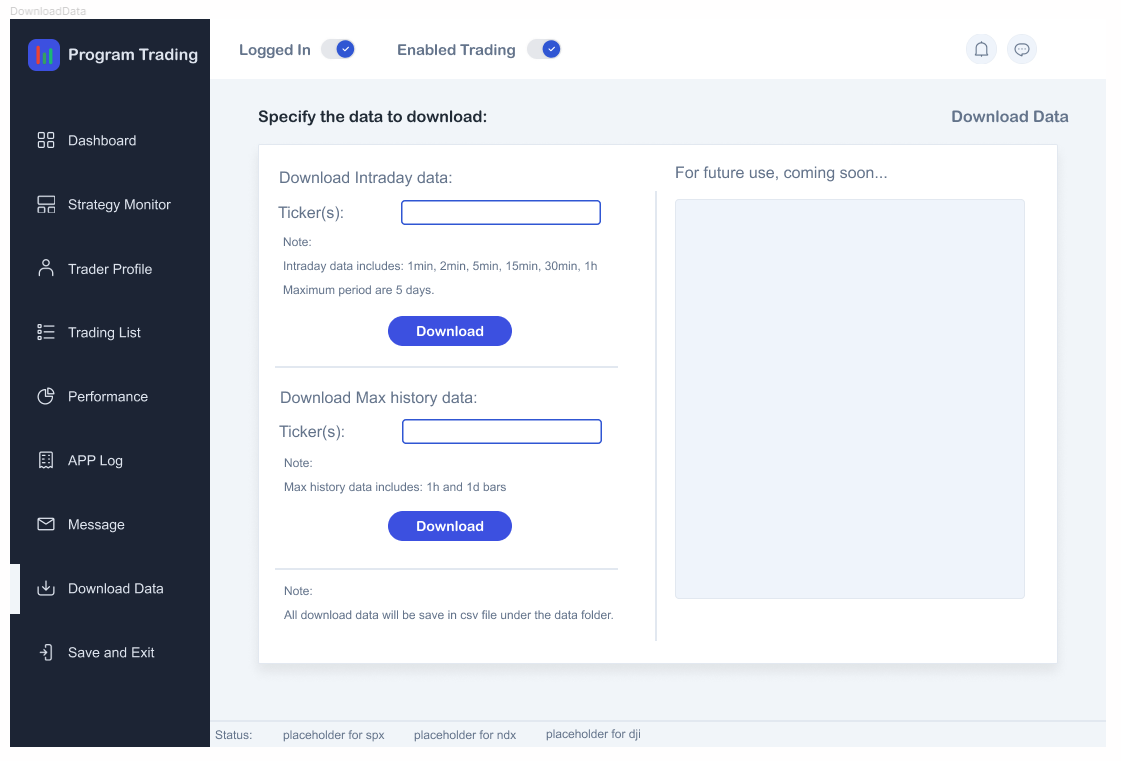 DownloadData
Program Trading
Logged In
Enabled Trading
Dashboard
Strategy Monitor
Trader Profile
Trading List
Performance
APP Log
Message
Download Data
Save and Exit
Specify the data to download:
Download Data
Download Intraday data:
Ticker(s):
Note:
Intraday data includes: 1min, 2min, 5min, 15min, 30min, 1h
Maximum period are 5 days.
Download
Download Max history data:
Ticker(s):
Note:
Max history data includes: 1h and 1d bars
Download
Note:
All download data will be save in csv file under the data folder.
For future use, coming soon...
Status:
placeholder for spx
placeholder for ndx
placeholder for dji